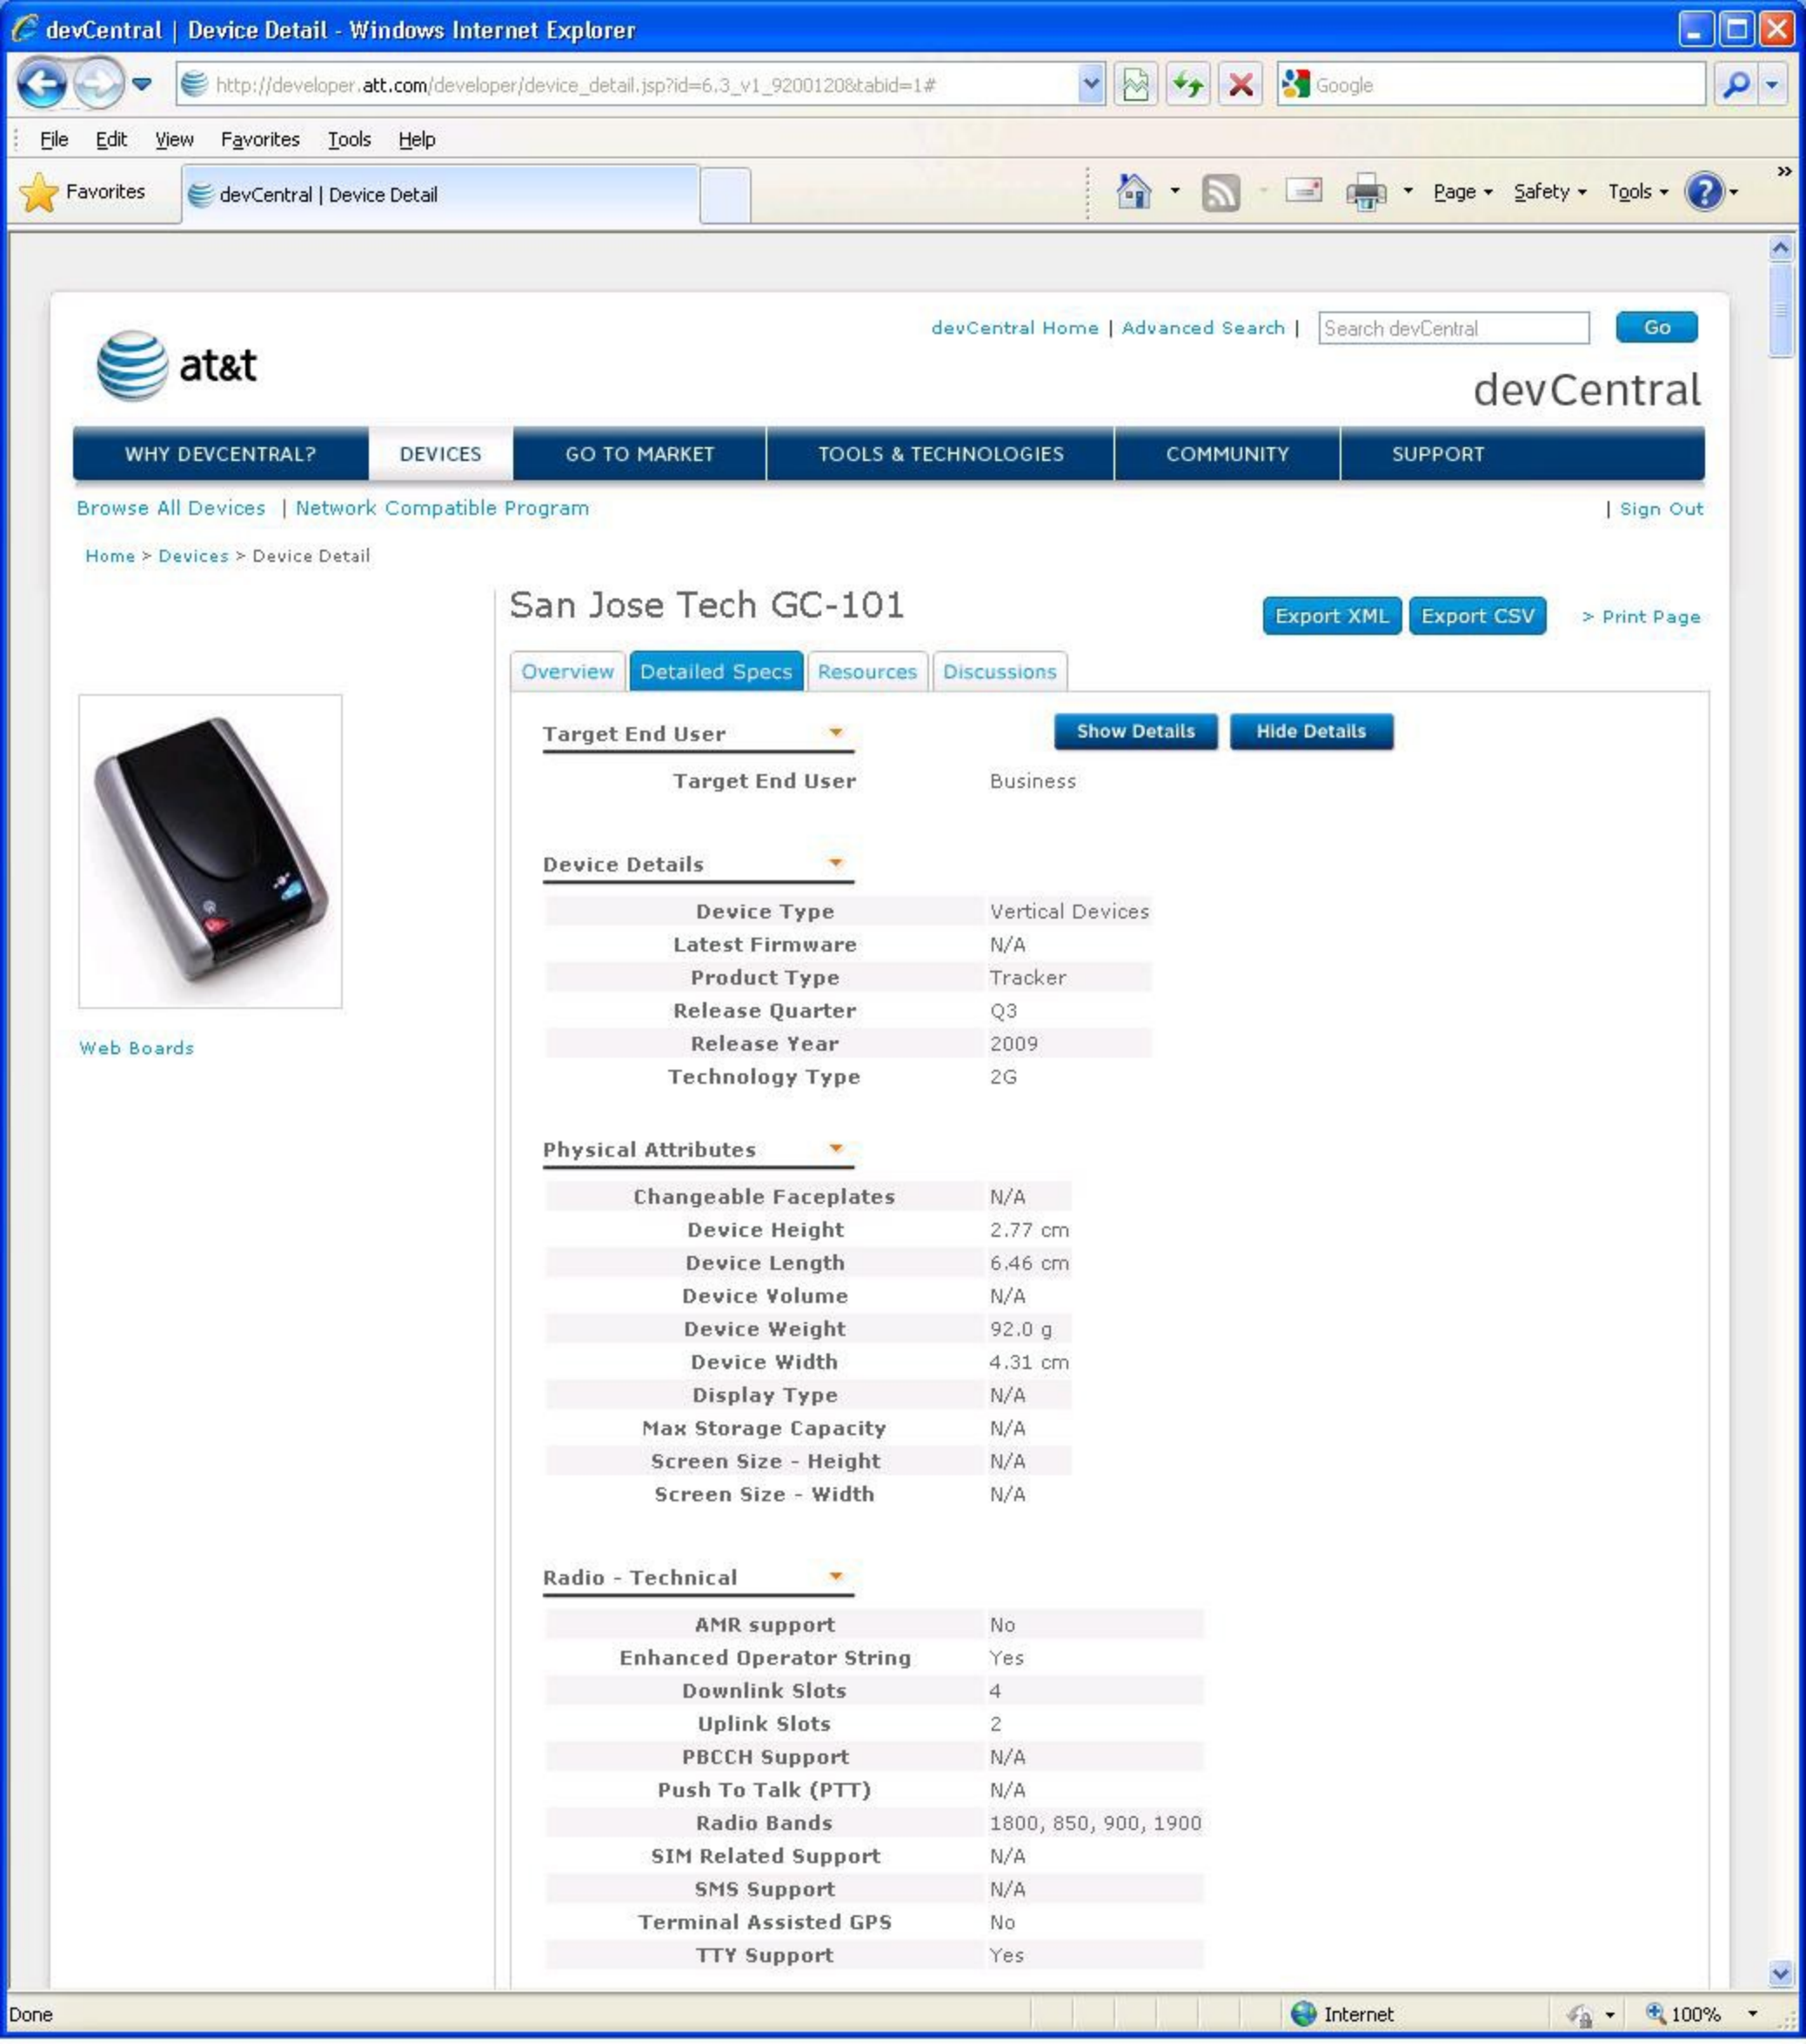 devCentral | Device Detail - Windows Internet Explorer
http://developer.att.com/developer/device_detail.jsp?id=6.3_v1_9200120&tabid=1#
Google
File Edit View Favorites Tools Help
Favorites devCentral | Device Detail Page Safety Tools »
devCentral Home | Advanced Search | Search devCentral Go
at&t
devCentral
WHY DEVCENTRAL? DEVICES GO TO MARKET TOOLS & TECHNOLOGIES COMMUNITY SUPPORT
Browse All Devices | Network Compatible Program | Sign Out
Home > Devices > Device Detail
San Jose Tech GC-101 Export XML Export CSV > Print Page
Overview Detailed Specs Resources Discussions
Target End User Show Details Hide Details
Target End User Business
Device Details
Device Type Vertical Devices
Latest Firmware N/A
Product Type Tracker
Release Quarter Q3
Release Year 2009
Technology Type 2G
Web Boards
Physical Attributes
Changeable Faceplates N/A
Device Height 2.77 cm
Device Length 6.46 cm
Device Volume N/A
Device Weight 92.0 g
Device Width 4.31 cm
Display Type N/A
Max Storage Capacity N/A
Screen Size - Height N/A
Screen Size - Width N/A
Radio - Technical
AMR support No
Enhanced Operator String Yes
Downlink Slots 4
Uplink Slots 2
PBCCH Support N/A
Push To Talk (PTT) N/A
Radio Bands 1800, 850, 900, 1900
SIM Related Support N/A
SMS Support N/A
Terminal Assisted GPS No
TTY Support Yes
Done Internet 100%